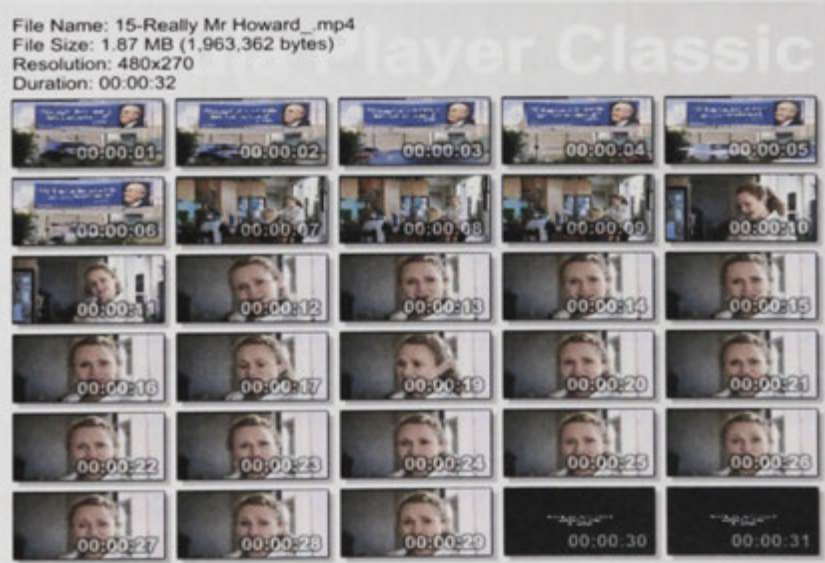 File Name: 15-Really Mr Howard_.mp4
File Size: 1.87 MB (1,963,362 bytes)
Player Classic
Resolution: 480x270
Duration: 00:00:32
00:00:01 00:00:02 00:00:03 00:00:04 00:00:05
00:00:06 00:00:07 00:00:08 00:00:09 00:00:10
00:00:11 00:00:12 00:00:13 00:00:14 00:00:15
00:00:16 00:00:17 00:00:19 00:00:20 00:00:21
00:00:22 00:00:23 00:00:24 00:00:25 00:00:26
00:00:27 00:00:28 00:00:29 00:00:30 00:00:31